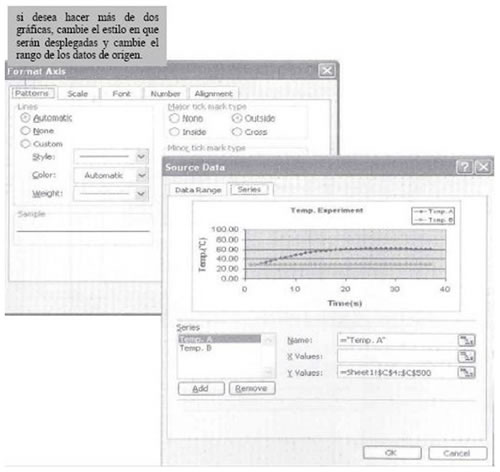 si desea hacer más de dos
gráficas, cambie el estilo en que
serán desplegadas y cambie el
rango de los datos de origen.
Format Axis
Patterns Scale Font Number Alignment
Lines
Automatic
None
Custom
Style:
Color: Automatic
Weight:
Sample
Major tick mark type
None Outside
Inside Cross
Minor tick mark type
Source Data
Data Range Series
Temp. Experiment
Temp. A
Temp. B
Temp.(°C)
100.00
80.00
60.00
40.00
20.00
0.00
0 10 20 30 40
Time(s)
Series
Temp. A
Temp. B
Add Remove
Name: ="Temp. A"
X Values:
Y Values: =Sheet1!$C$4:$C$500
OK Cancel